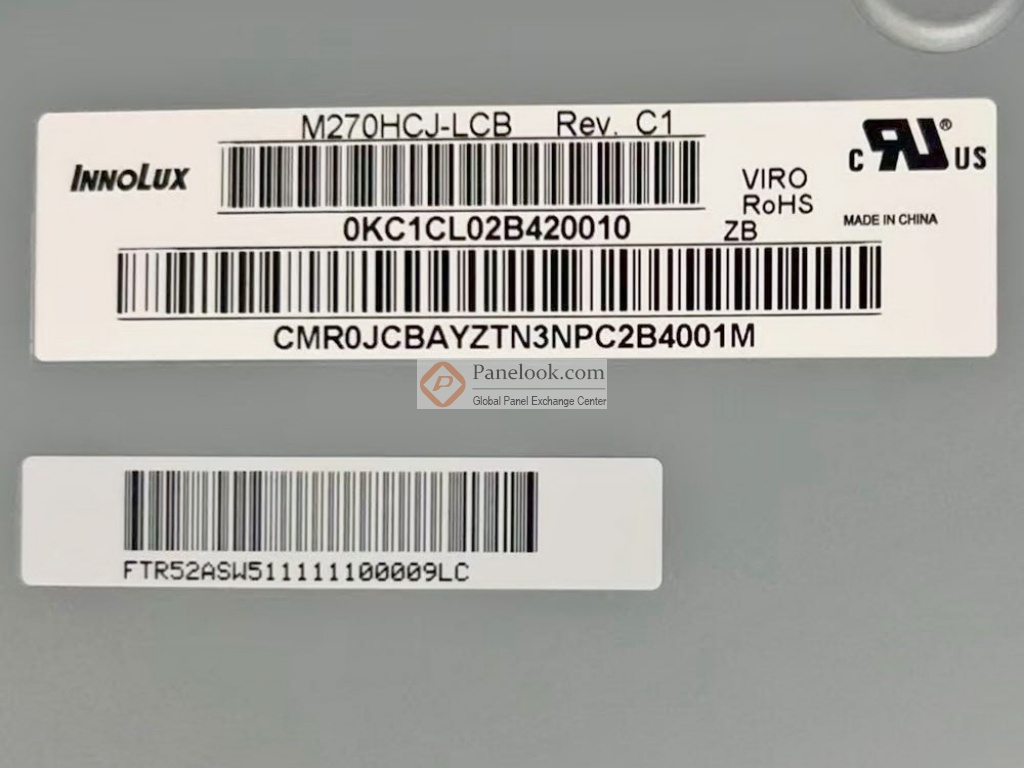 M270HCJ-LCB Rev. C1
INNOLUX
0KC1CL02B420010
VIRO
RoHS
ZB
C RU ® US
MADE IN CHINA
CMR0JCBAYZTN3NPC2B4001M
Panelook.com
Global Panel Exchange Center
FTR52ASW511111100009LC